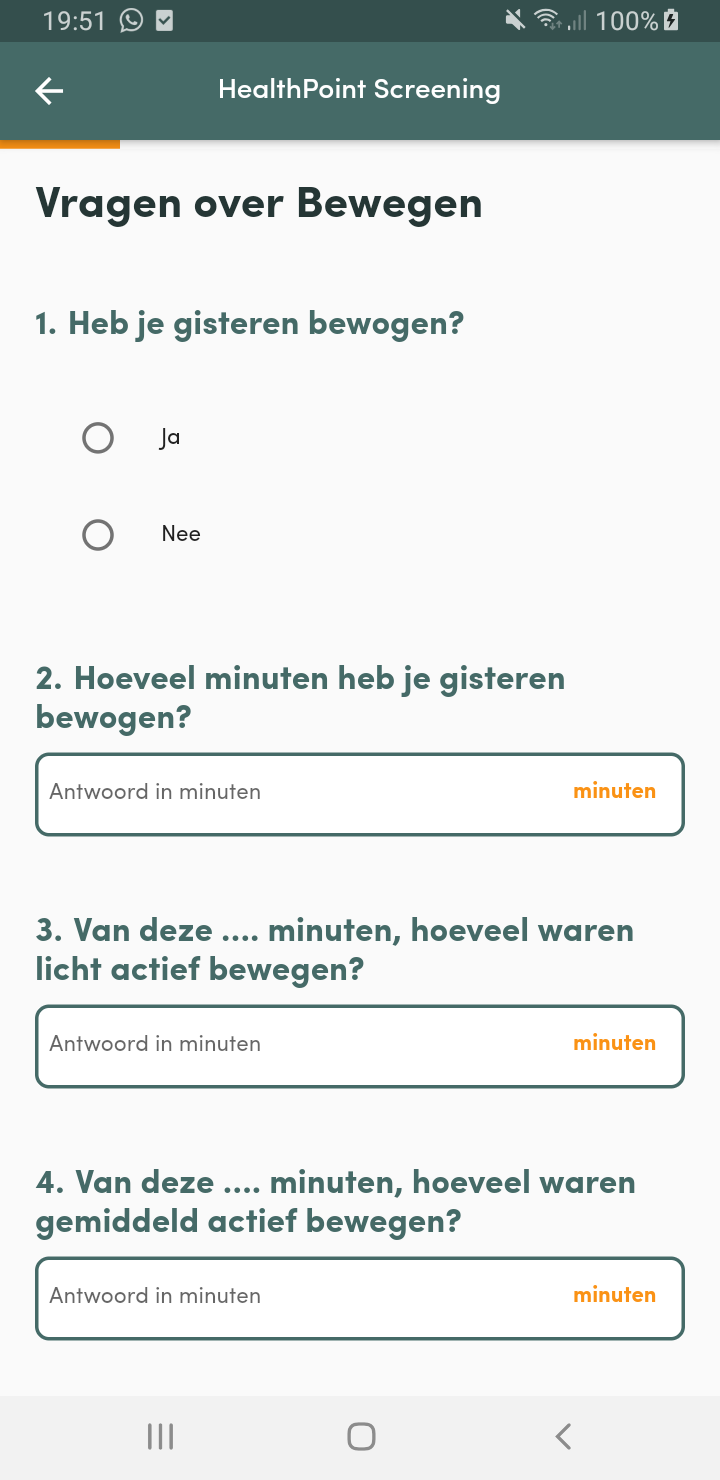 19:51 100%
HealthPoint Screening
Vragen over Bewegen
1. Heb je gisteren bewogen?
Ja
Nee
2. Hoeveel minuten heb je gisteren
bewogen?
Antwoord in minuten minuten
3. Van deze .... minuten, hoeveel waren
licht actief bewegen?
Antwoord in minuten minuten
4. Van deze .... minuten, hoeveel waren
gemiddeld actief bewegen?
Antwoord in minuten minuten